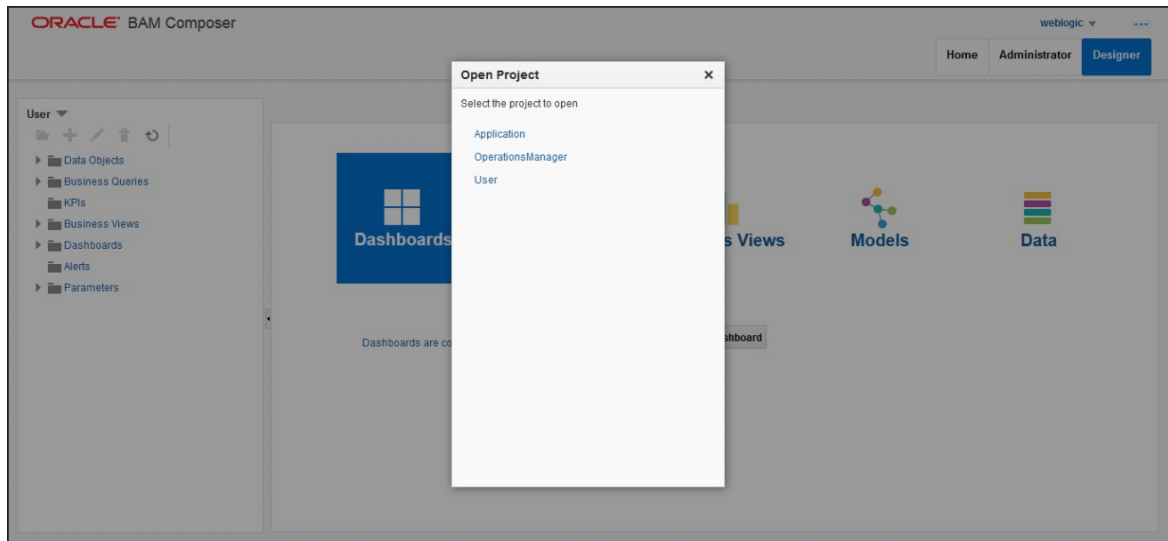 ORACLE BAM Composer
weblogic
Home Administrator Designer
Open Project
Select the project to open
Application
OperationsManager
User
User
Data Objects
Business Queries
KPIs
Business Views
Dashboards
Alerts
Parameters
Dashboards
s Views
Models
Data
Dashboards are co
shboard